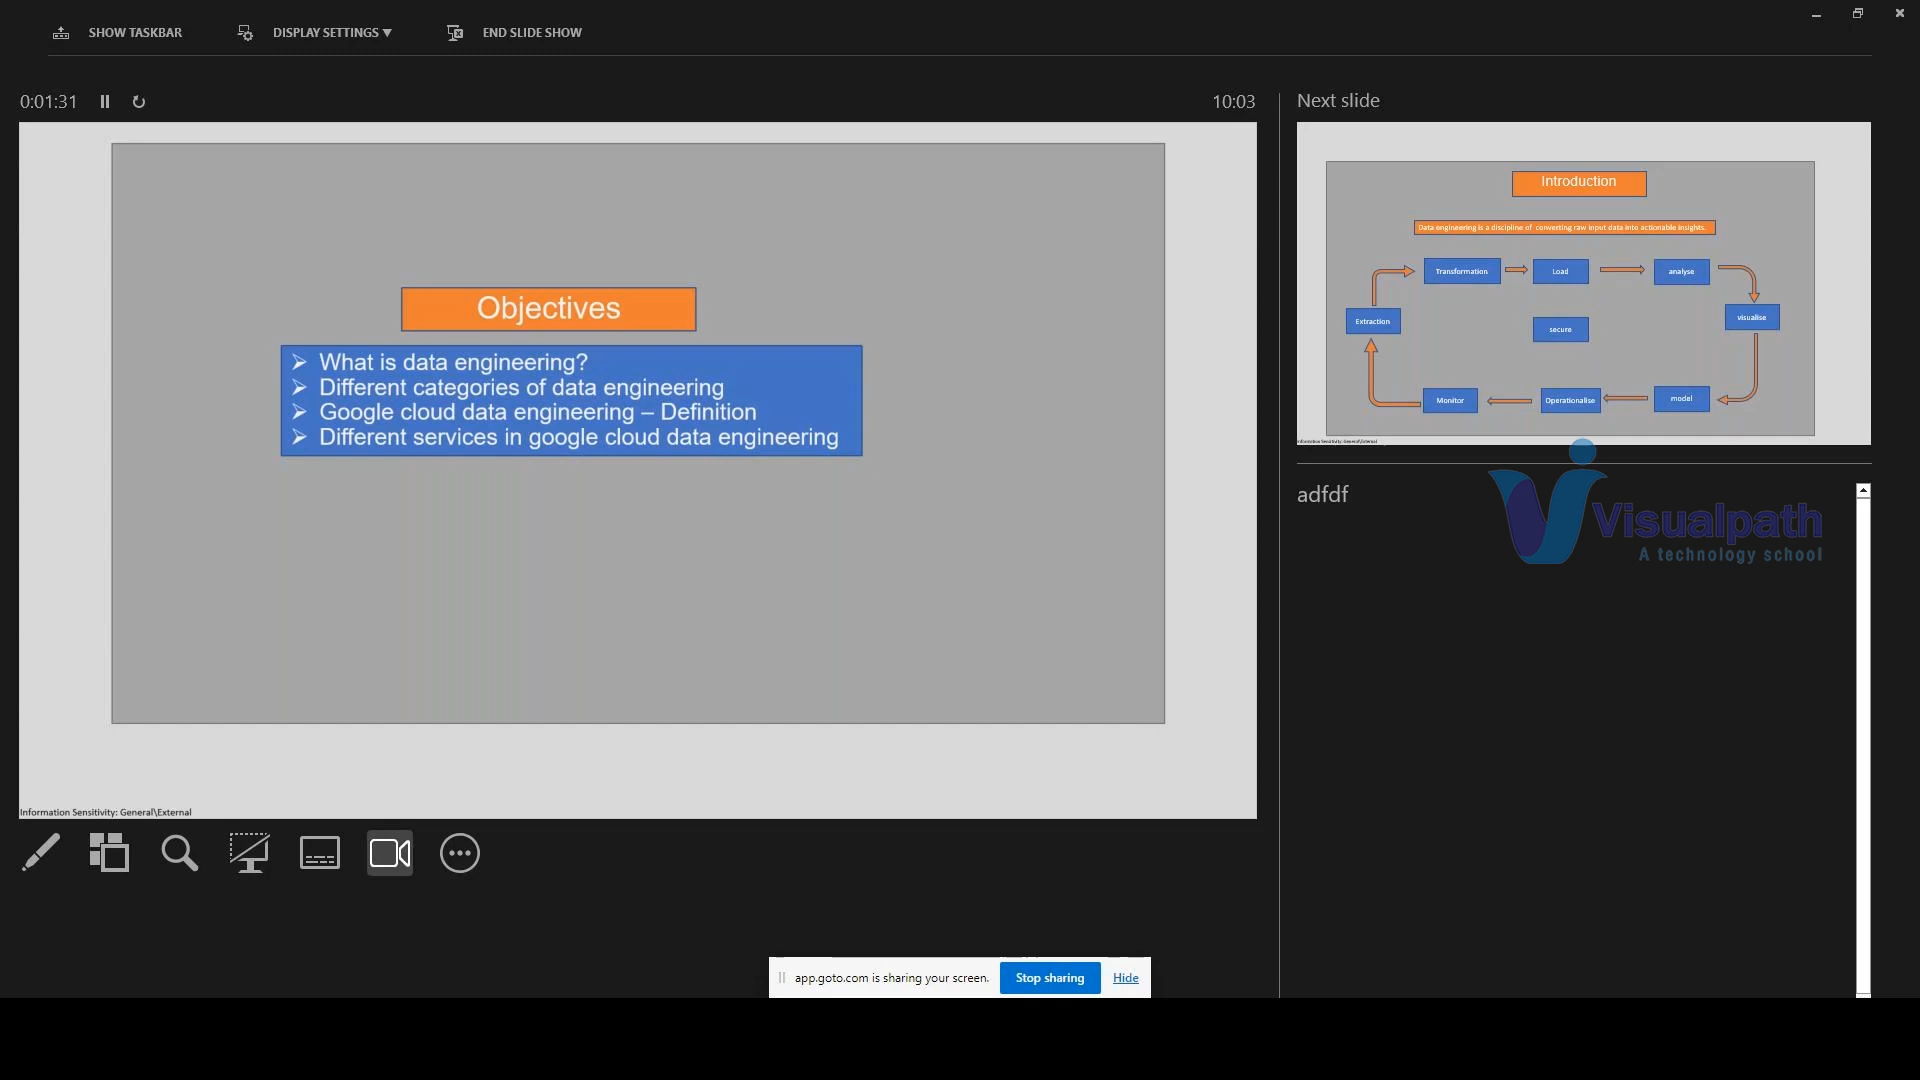 SHOW TASKBAR
DISPLAY SETTINGS ▼
END SLIDE SHOW
0:01:31
10:03
Next slide
Objectives
➢ What is data engineering?
➢ Different categories of data engineering
➢ Google cloud data engineering – Definition
➢ Different services in google cloud data engineering
Information Sensitivity: General\External
Introduction
Data engineering is a discipline of converting raw input data into actionable insights.
Transformation
Load
analyse
Extraction
secure
visualise
Monitor
Operationalise
model
Information Sensitivity: General\External
adfdf
Visualpath
A technology school
app.goto.com is sharing your screen.
Stop sharing
Hide